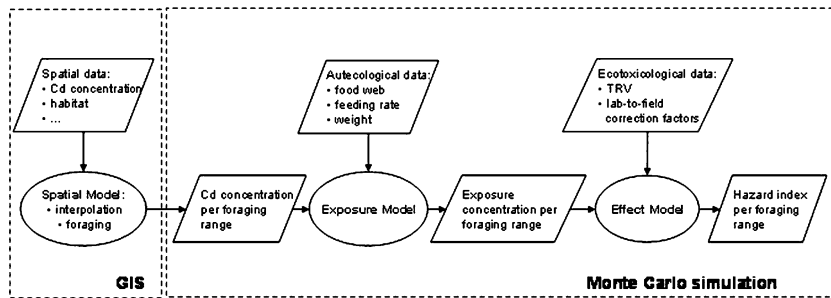 Spatial data:
• Cd concentration
• habitat
• ...
Autecological data:
• food web
• feeding rate
• weight
Ecotoxicological data:
• TRV
• lab-to-field
correction factors
Spatial Model:
• interpolation
• foraging
Cd concentration
per foraging
range
Exposure Model
Exposure
concentration per
foraging range
Effect Model
Hazard index
per foraging
range
GIS
Monte Carlo simulation